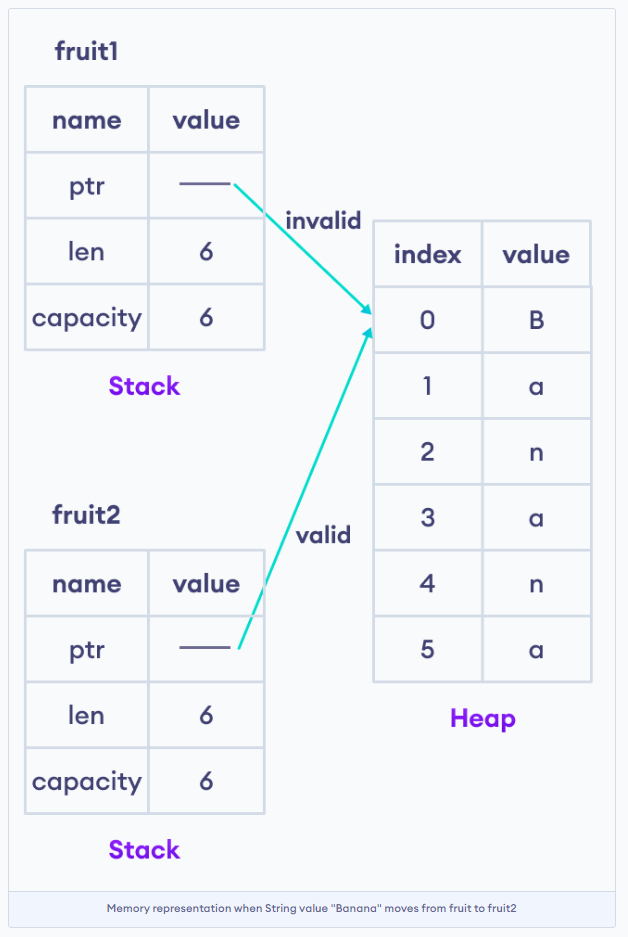 fruit1
name value
ptr
len 6
capacity 6
Stack
invalid
index value
0 B
1 a
2 n
3 a
4 n
5 a
Heap
fruit2
name value
ptr
len 6
capacity 6
Stack
valid
Memory representation when String value "Banana" moves from fruit to fruit2